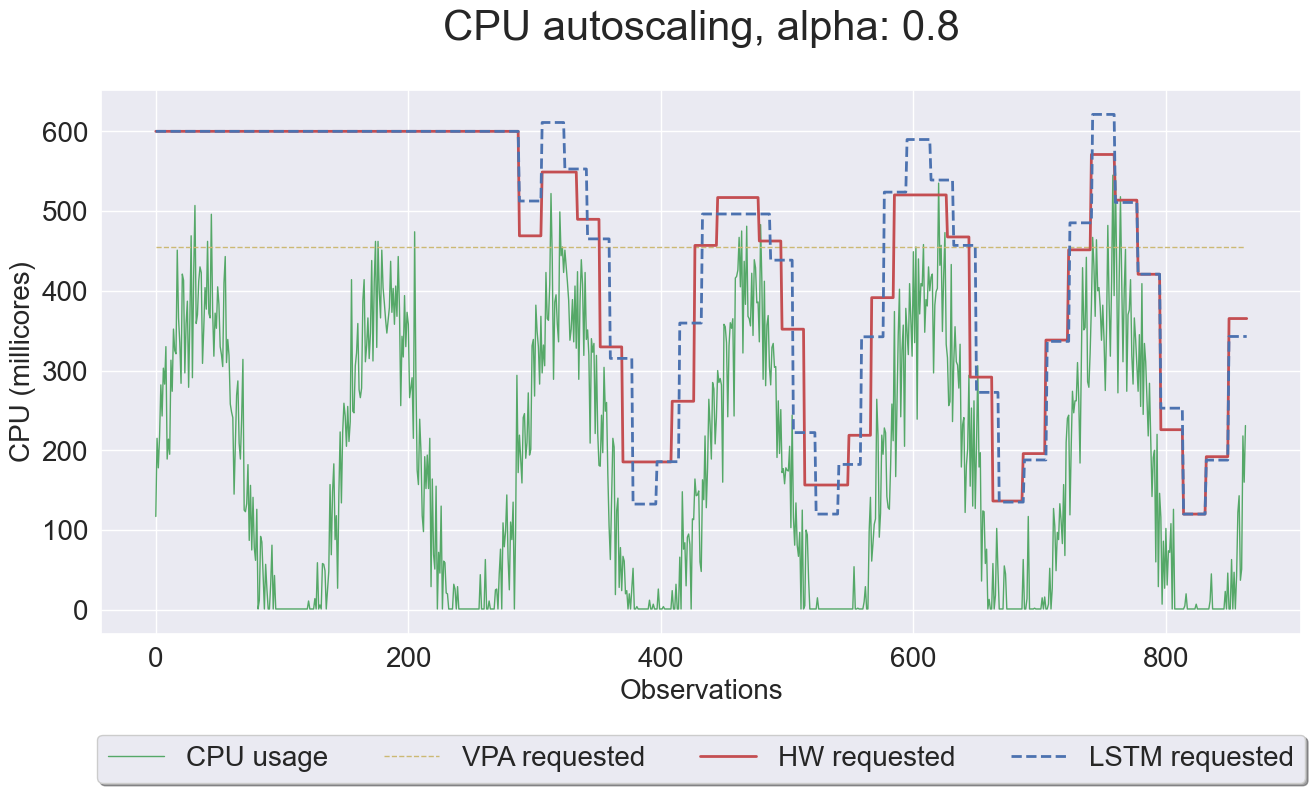 CPU autoscaling, alpha: 0.8
600
500
400
300
200
100
0
CPU (millicores)
0 200 400 600 800
Observations
CPU usage VPA requested HW requested LSTM requested